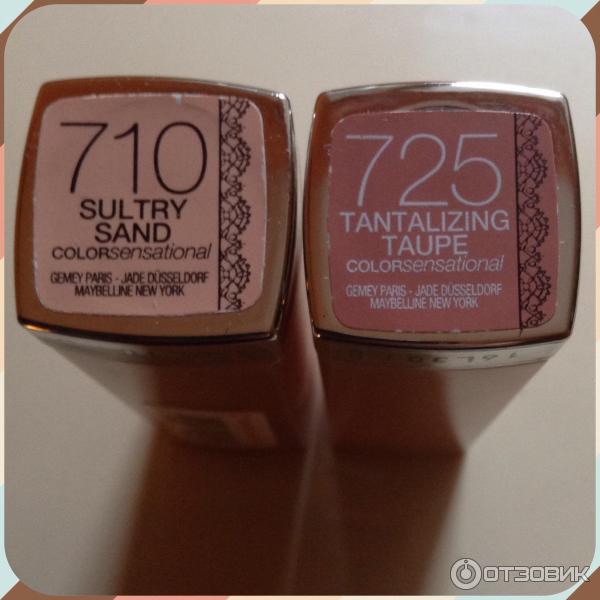 710
SULTRY
SAND
COLORsensational
GEMEY PARIS - JADE DÜSSELDORF
MAYBELLINE NEW YORK
725
TANTALIZING
TAUPE
COLORsensational
GEMEY PARIS - JADE DÜSSELDORF
MAYBELLINE NEW YORK
ОТЗОВИК